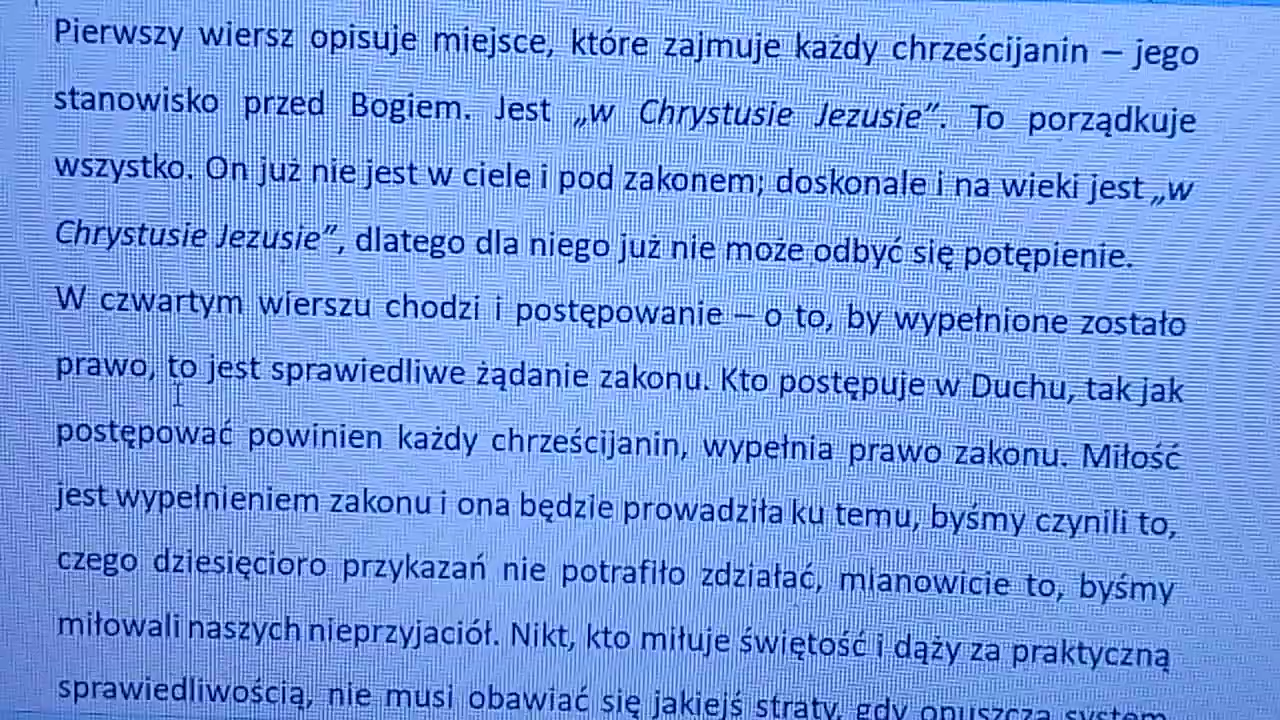 Pierwszy wiersz opisuje miejsce, które zajmuje każdy chrześcijanin – jego
stanowisko przed Bogiem. Jest „w Chrystusie Jezusie”. To porządkuje
wszystko. On już nie jest w ciele i pod zakonem; doskonale i na wieki jest „w
Chrystusie Jezusie”, dlatego dla niego już nie może odbyć się potępienie.
W czwartym wierszu chodzi i postępowanie – o to, by wypełnione zostało
prawo, to jest sprawiedliwe żądanie zakonu. Kto postępuje w Duchu, tak jak
postępować powinien każdy chrześcijanin, wypełnia prawo zakonu. Miłość
jest wypełnieniem zakonu i ona będzie prowadziła ku temu, byśmy czynili to,
czego dziesięcioro przykazań nie potrafiło zdziałać, mianowicie to, byśmy
miłowali naszych nieprzyjaciół. Nikt, kto miłuje świętość i dąży za praktyczną
sprawiedliwością, nie musi obawiać się jakiejś straty, gdy opuszcza system